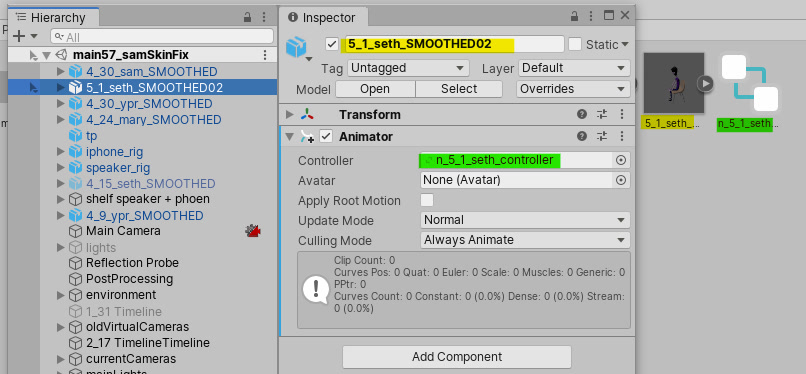 Hierarchy
All
main57_samSkinFix
4_30_sam_SMOOTHED
5_1_seth_SMOOTHED02
4_30_ypr_SMOOTHED
4_24_mary_SMOOTHED
tp
iphone_rig
speaker_rig
4_15_seth_SMOOTHED
shelf speaker + phoen
4_9_ypr_SMOOTHED
Main Camera
lights
Reflection Probe
PostProcessing
environment
1_31 Timeline
oldVirtualCameras
2_17 TimelineTimeline
currentCameras
Inspector
5_1_seth_SMOOTHED02
Static
Tag Untagged Layer Default
Model Open Select Overrides
Transform
Animator
Controller n_5_1_seth_controller
Avatar None (Avatar)
Apply Root Motion
Update Mode Normal
Culling Mode Always Animate
Clip Count: 0
Curves Pos: 0 Quat: 0 Euler: 0 Scale: 0 Muscles: 0 Generic: 0
PPtr: 0
Curves Count: 0 Constant: 0 (0.0%) Dense: 0 (0.0%) Stream:
0 (0.0%)
Add Component
5_1_seth_...
n_5_1_seth...